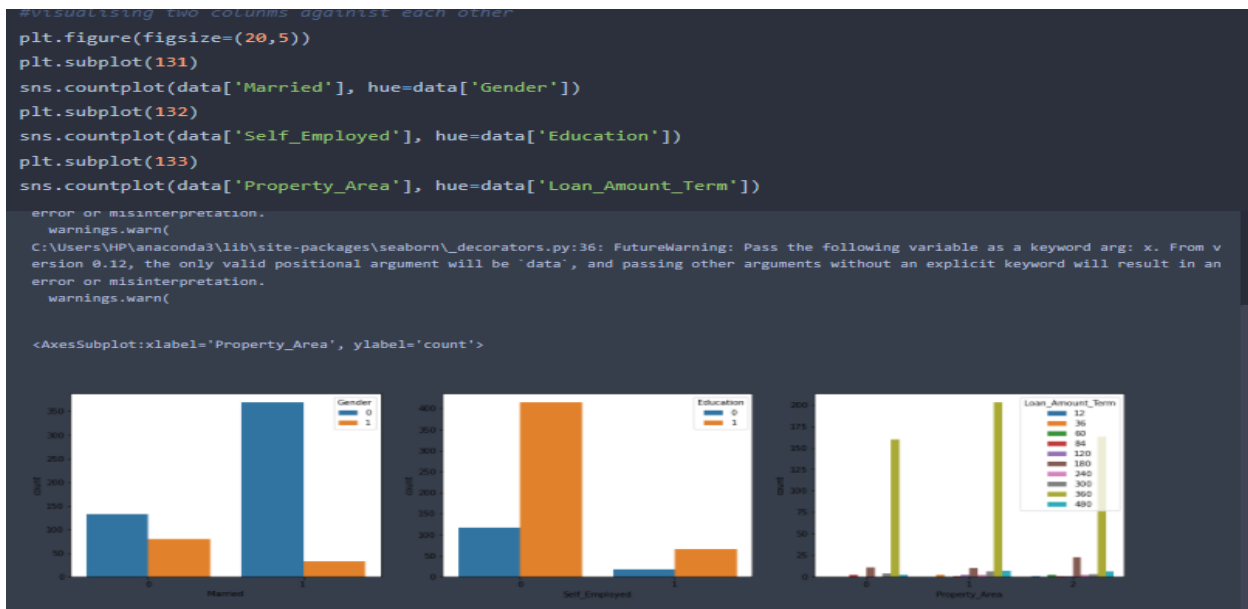 #visualising two columns againist each other
plt.figure(figsize=(20,5))
plt.subplot(131)
sns.countplot(data['Married'], hue=data['Gender'])
plt.subplot(132)
sns.countplot(data['Self_Employed'], hue=data['Education'])
plt.subplot(133)
sns.countplot(data['Property_Area'], hue=data['Loan_Amount_Term'])
error or misinterpretation.
warnings.warn(
C:\Users\HP\anaconda3\lib\site-packages\seaborn\_decorators.py:36: FutureWarning: Pass the following variable as a keyword arg: x. From v
ersion 0.12, the only valid positional argument will be `data`, and passing other arguments without an explicit keyword will result in an
error or misinterpretation.
warnings.warn(
<AxesSubplot:xlabel='Property_Area', ylabel='count'>
Gender
0
1
350
300
250
200
150
100
50
0
count
0
1
Married
Education
0
1
400
350
300
250
200
150
100
50
0
count
0
1
Self_Employed
Loan_Amount_Term
12
36
60
84
120
180
240
300
360
480
200
175
150
125
100
75
50
25
0
count
0
1
2
Property_Area